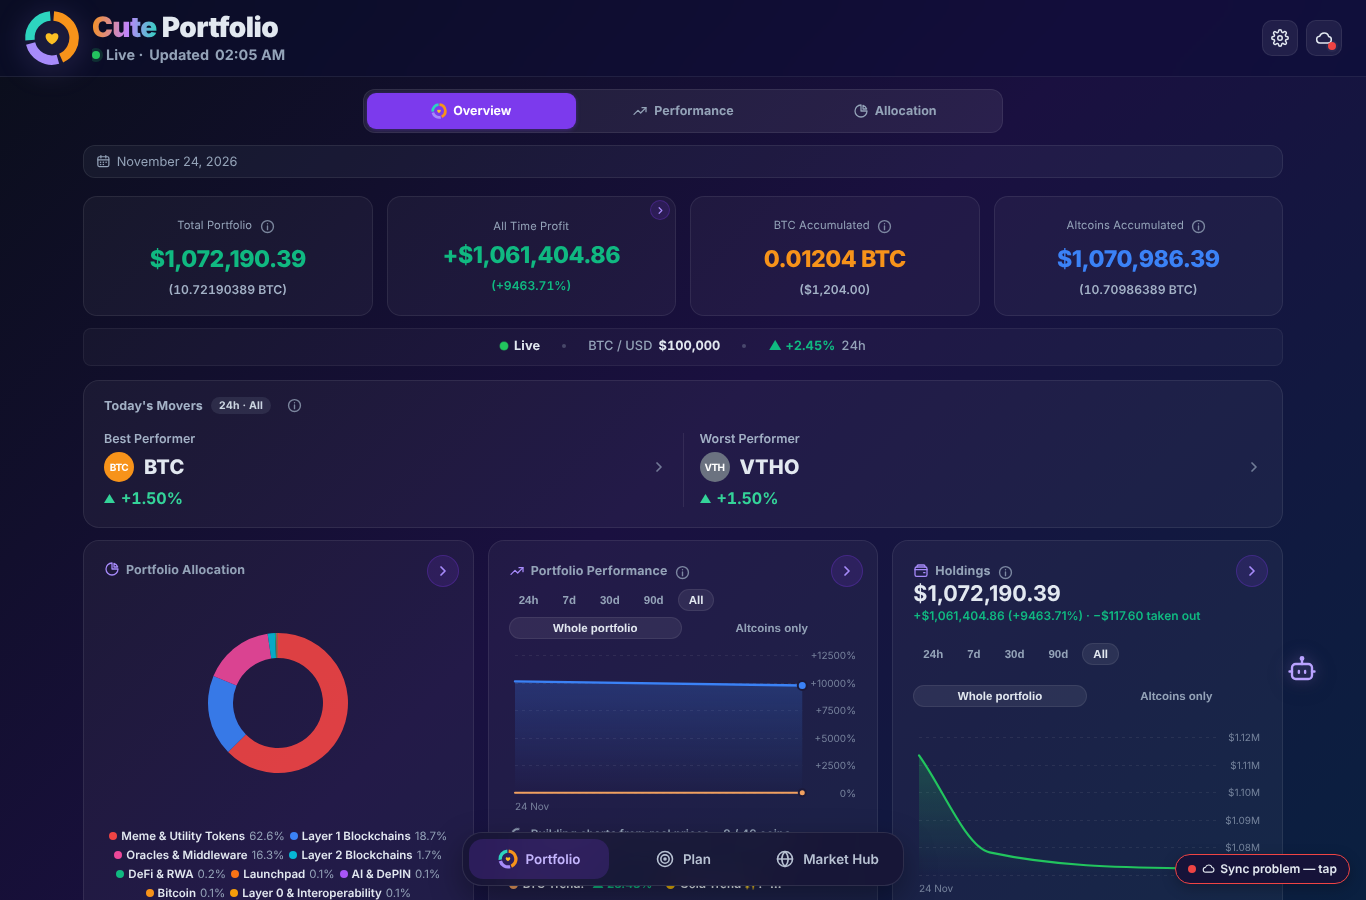 Cute Portfolio
Live · Updated 02:05 AM
Overview
Performance
Allocation
November 24, 2026
Total Portfolio
$1,072,190.39
(10.72190389 BTC)
All Time Profit
+$1,061,404.86
(+9463.71%)
BTC Accumulated
0.01204 BTC
($1,204.00)
Altcoins Accumulated
$1,070,986.39
(10.70986389 BTC)
Live • BTC / USD $100,000 • ▲ +2.45% 24h
Today's Movers 24h · All
Best Performer
BTC BTC
▲ +1.50%
Worst Performer
VTH VTHO
▲ +1.50%
Portfolio Allocation
Meme & Utility Tokens 62.6% Layer 1 Blockchains 18.7%
Oracles & Middleware 16.3% Layer 2 Blockchains 1.7%
DeFi & RWA 0.2% Launchpad 0.1% AI & DePIN 0.1%
Bitcoin 0.1% Layer 0 & Interoperability 0.1%
Portfolio Performance
24h 7d 30d 90d All
Whole portfolio Altcoins only
+12500%
+10000%
+7500%
+5000%
+2500%
0%
24 Nov
Holdings
$1,072,190.39
+$1,061,404.86 (+9463.71%) · −$117.60 taken out
24h 7d 30d 90d All
Whole portfolio Altcoins only
$1.12M
$1.11M
$1.10M
$1.09M
$1.08M
24 Nov
Portfolio
Plan
Market Hub
Sync problem — tap